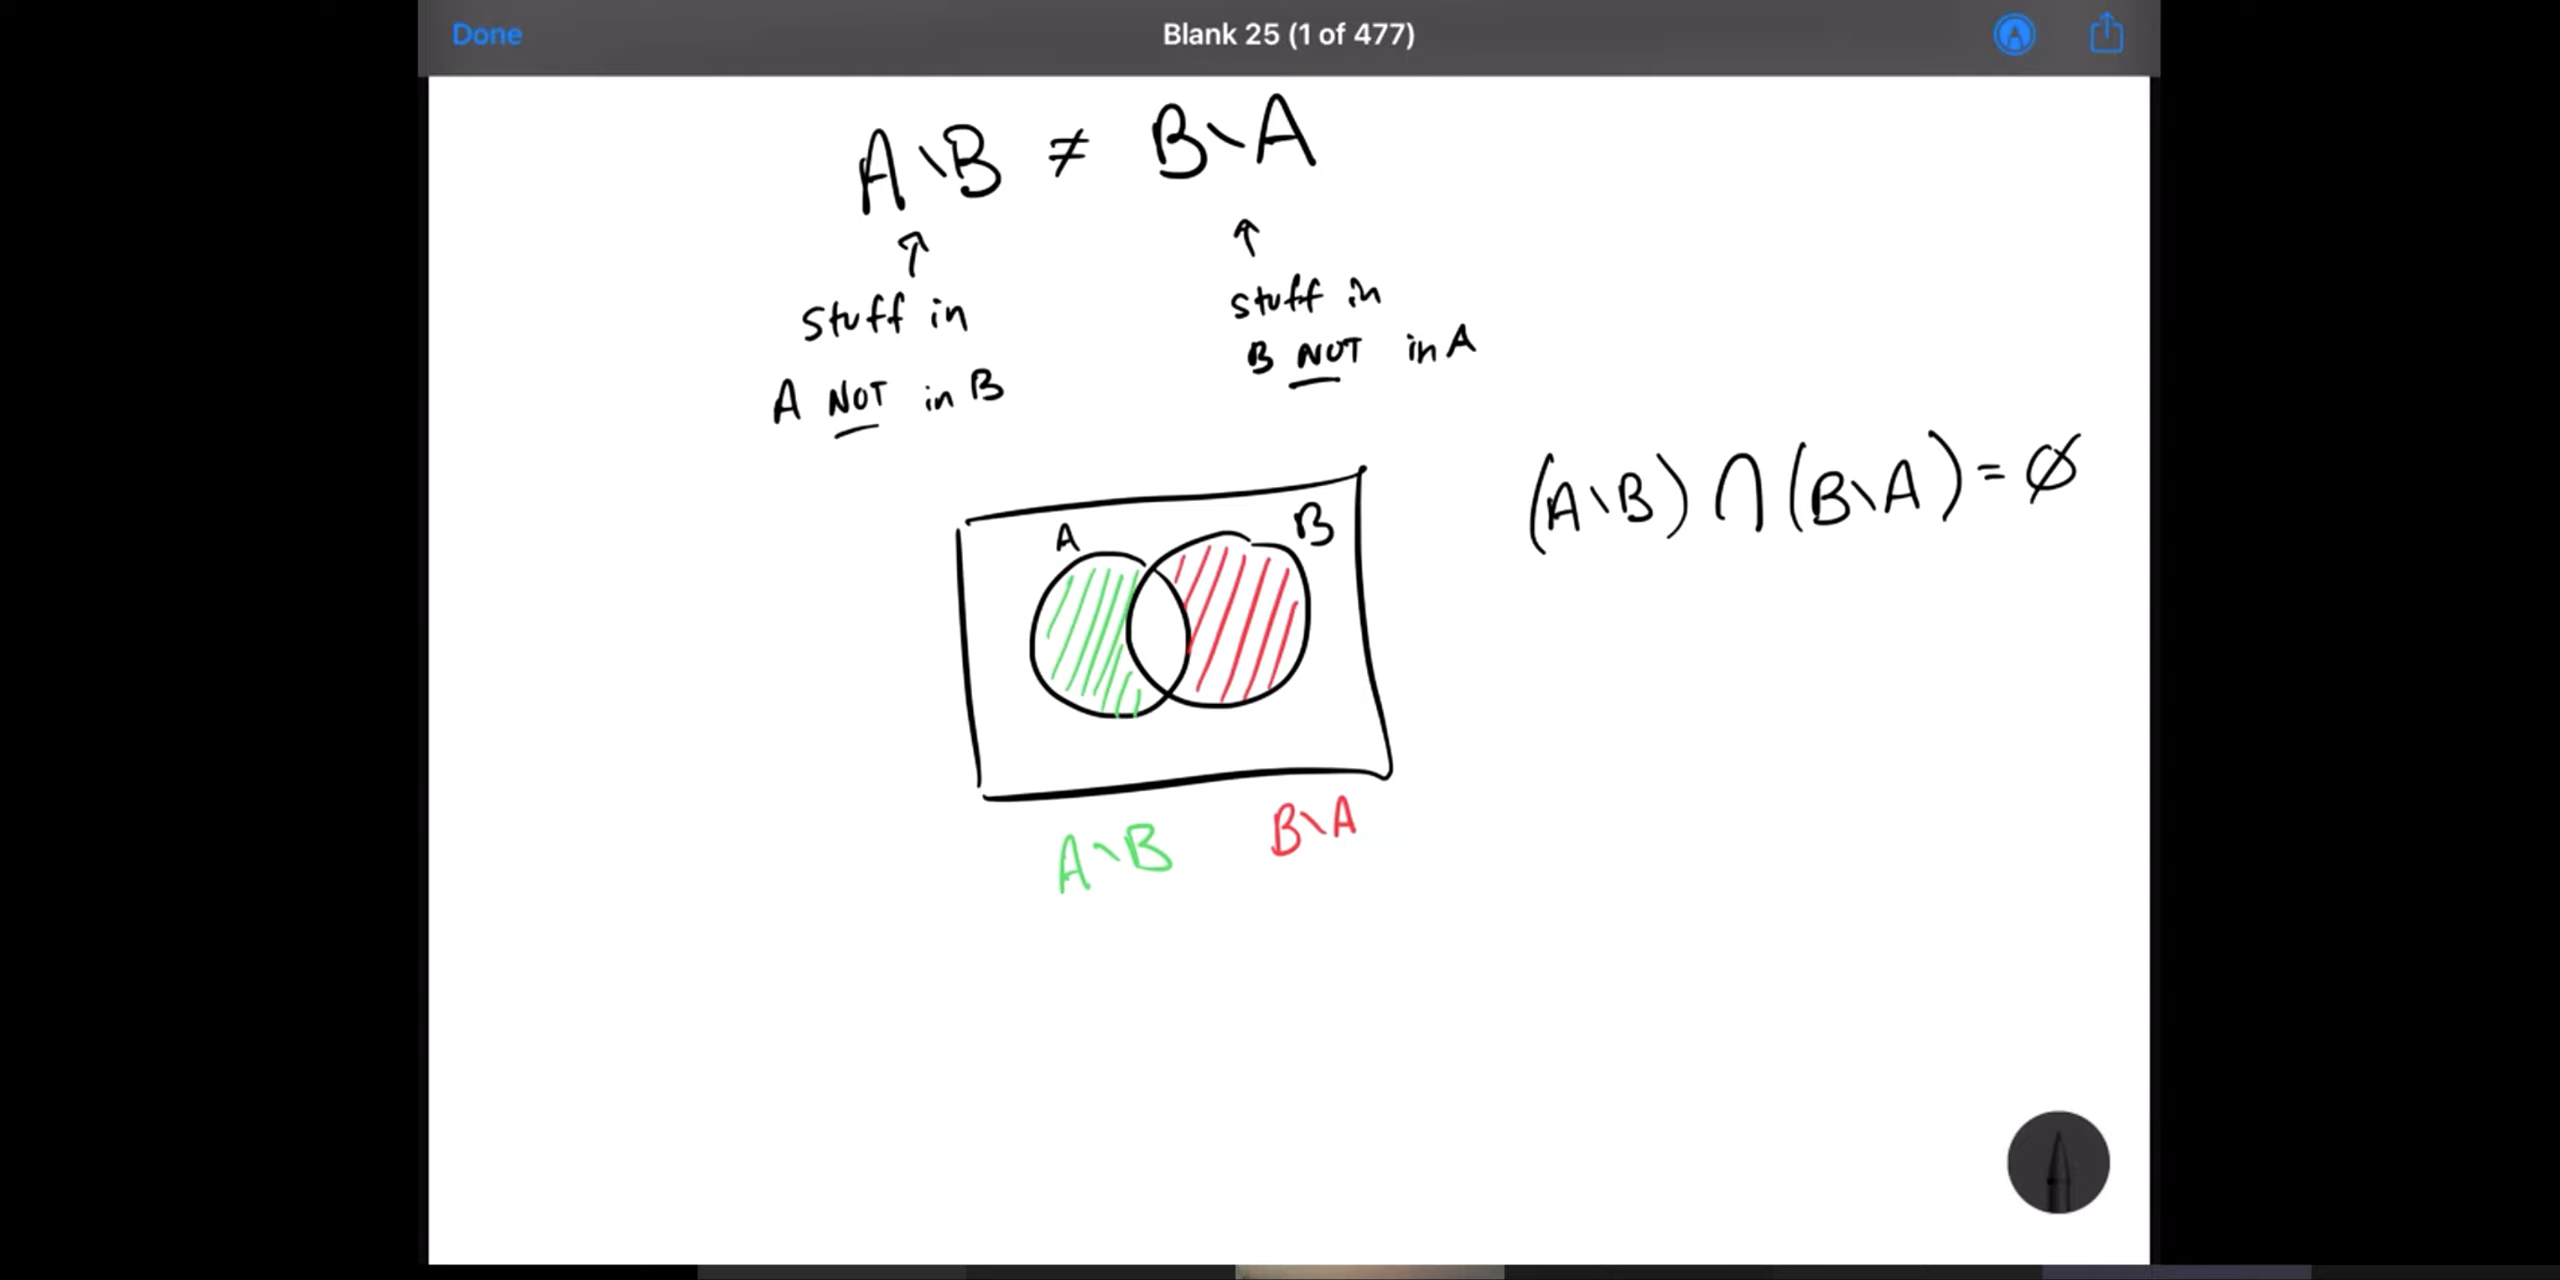 Done
Blank 25 (1 of 477)
A\B ≠ B\A
↑ ↑
stuff in
A NOT in B
stuff in
B NOT in A
(A\B) ∩ (B\A) = ∅
A
B
A\B
B\A